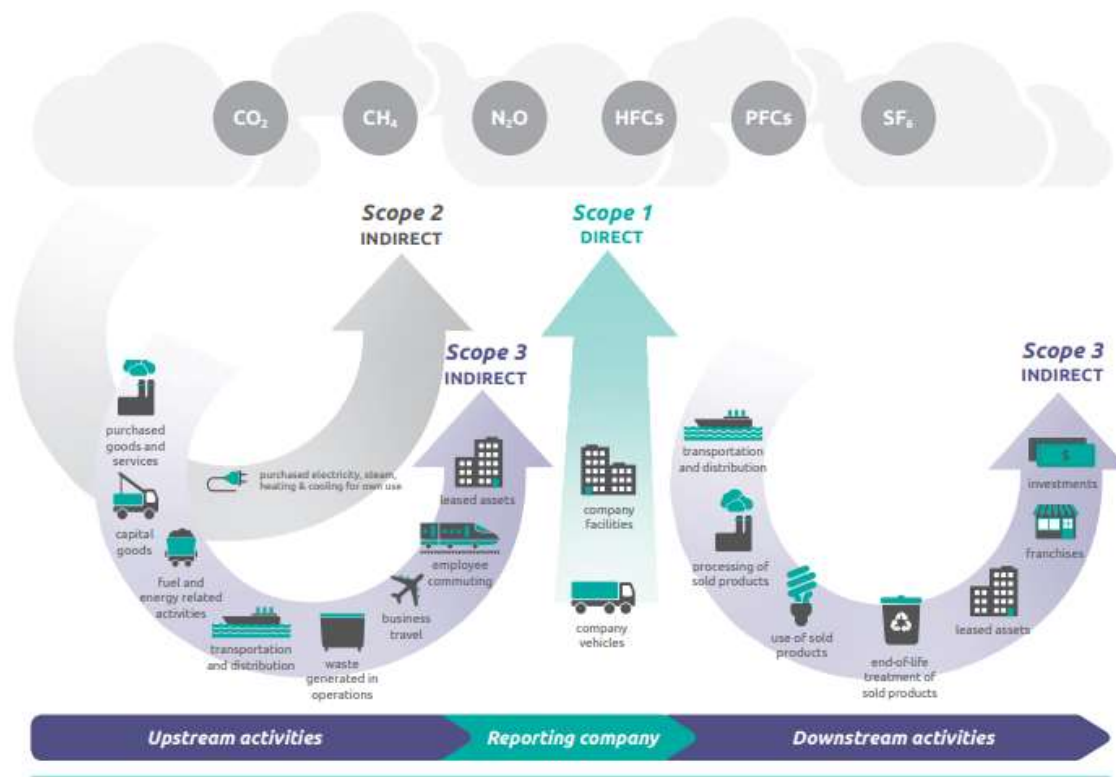 CO₂
CH₄
N₂O
HFCs
PFCs
SF₆
Scope 2
INDIRECT
Scope 1
DIRECT
Scope 3
INDIRECT
Scope 3
INDIRECT
purchased
goods and
services
capital
goods
fuel and
energy related
activities
purchased electricity, steam,
heating & cooling for own use
transportation
and distribution
waste
generated in
operations
business
travel
employee
commuting
leased assets
company
facilities
company
vehicles
transportation
and distribution
processing of
sold products
use of sold
products
end-of-life
treatment of
sold products
leased assets
franchises
$
investments
Upstream activities
Reporting company
Downstream activities